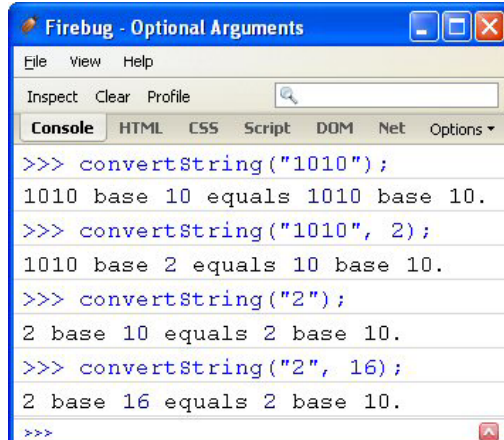 Firebug - Optional Arguments
File View Help
Inspect Clear Profile
Console HTML CSS Script DOM Net Options
>>> convertString("1010");
1010 base 10 equals 1010 base 10.
>>> convertString("1010", 2);
1010 base 2 equals 10 base 10.
>>> convertString("2");
2 base 10 equals 2 base 10.
>>> convertString("2", 16);
2 base 16 equals 2 base 10.
>>>